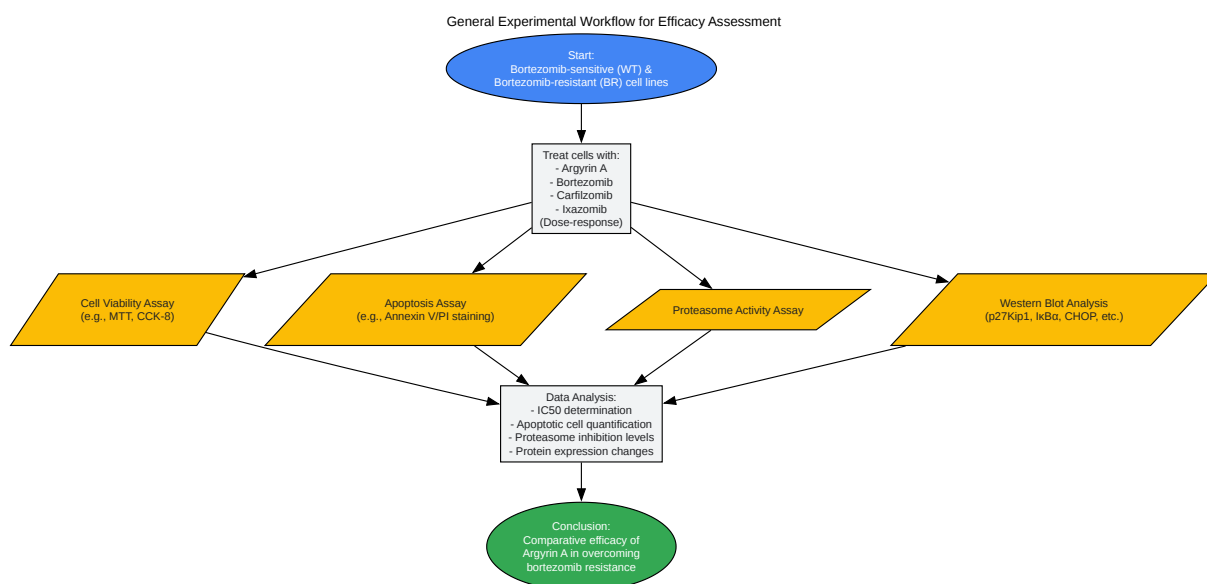 General Experimental Workflow for Efficacy Assessment
Start:
Bortezomib-sensitive (WT) &
Bortezomib-resistant (BR) cell lines
Treat cells with:
- Argyrin A
- Bortezomib
- Carfilzomib
- Ixazomib
(Dose-response)
Cell Viability Assay
(e.g., MTT, CCK-8)
Apoptosis Assay
(e.g., Annexin V/PI staining)
Proteasome Activity Assay
Western Blot Analysis
(p27Kip1, IκBα, CHOP, etc.)
Data Analysis:
- IC50 determination
- Apoptotic cell quantification
- Proteasome inhibition levels
- Protein expression changes
Conclusion:
Comparative efficacy of
Argyrin A in overcoming
bortezomib resistance